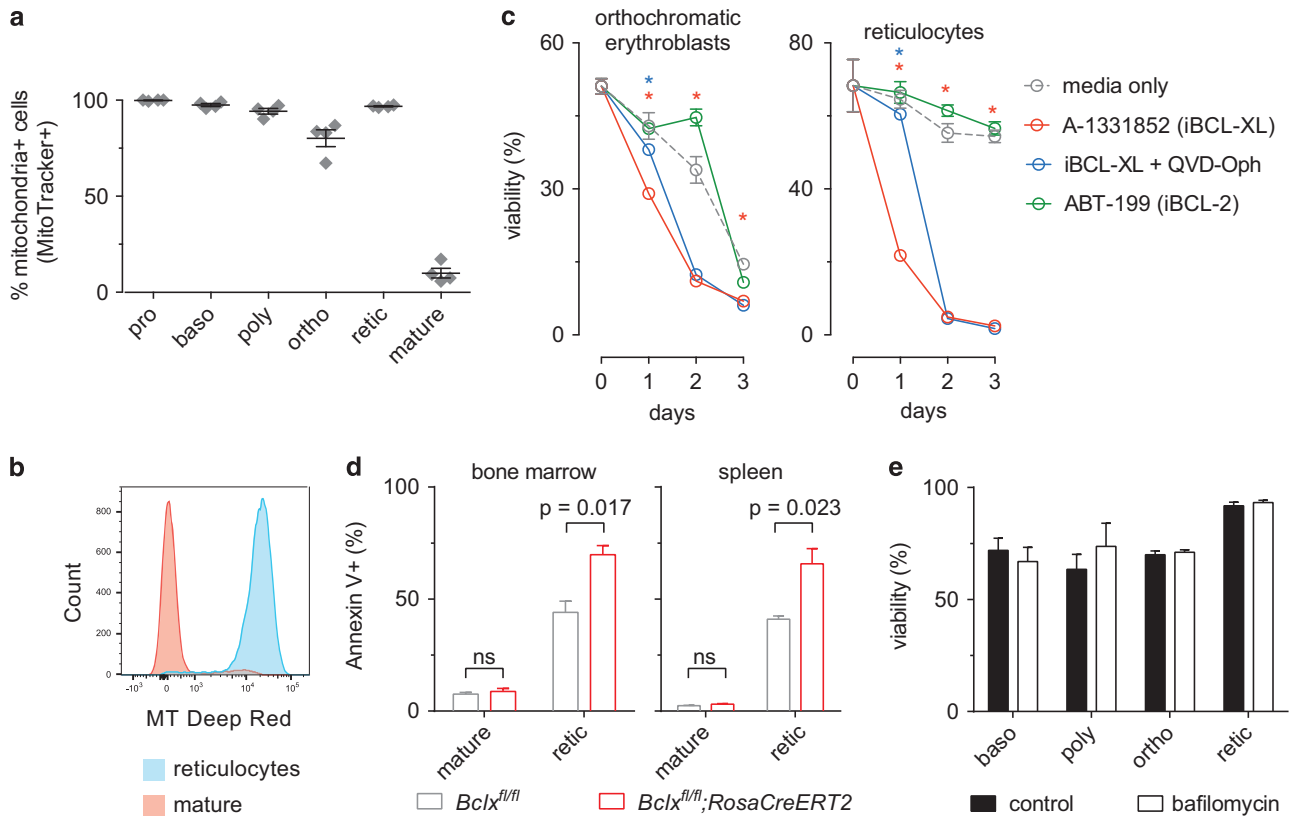 a
% mitochondria+ cells
(MitoTracker+)
100
50
0
pro
baso
poly
ortho
retic
mature
b
Count
800
600
400
200
0
-10³
0
10³
10⁴
10⁵
MT Deep Red
reticulocytes
mature
c
orthochromatic
erythroblasts
viability (%)
60
30
0
0 1 2 3
days
* * * *
reticulocytes
80
40
0
0 1 2 3
days
* * * *
media only
A-1331852 (iBCL-XL)
iBCL-XL + QVD-Oph
ABT-199 (iBCL-2)
d
bone marrow
spleen
Annexin V+ (%)
100
50
0
p = 0.017
ns
mature
retic
p = 0.023
ns
mature
retic
Bclx^fl/fl
Bclx^fl/fl;RosaCreERT2
e
viability (%)
100
50
0
baso
poly
ortho
retic
control
bafilomycin